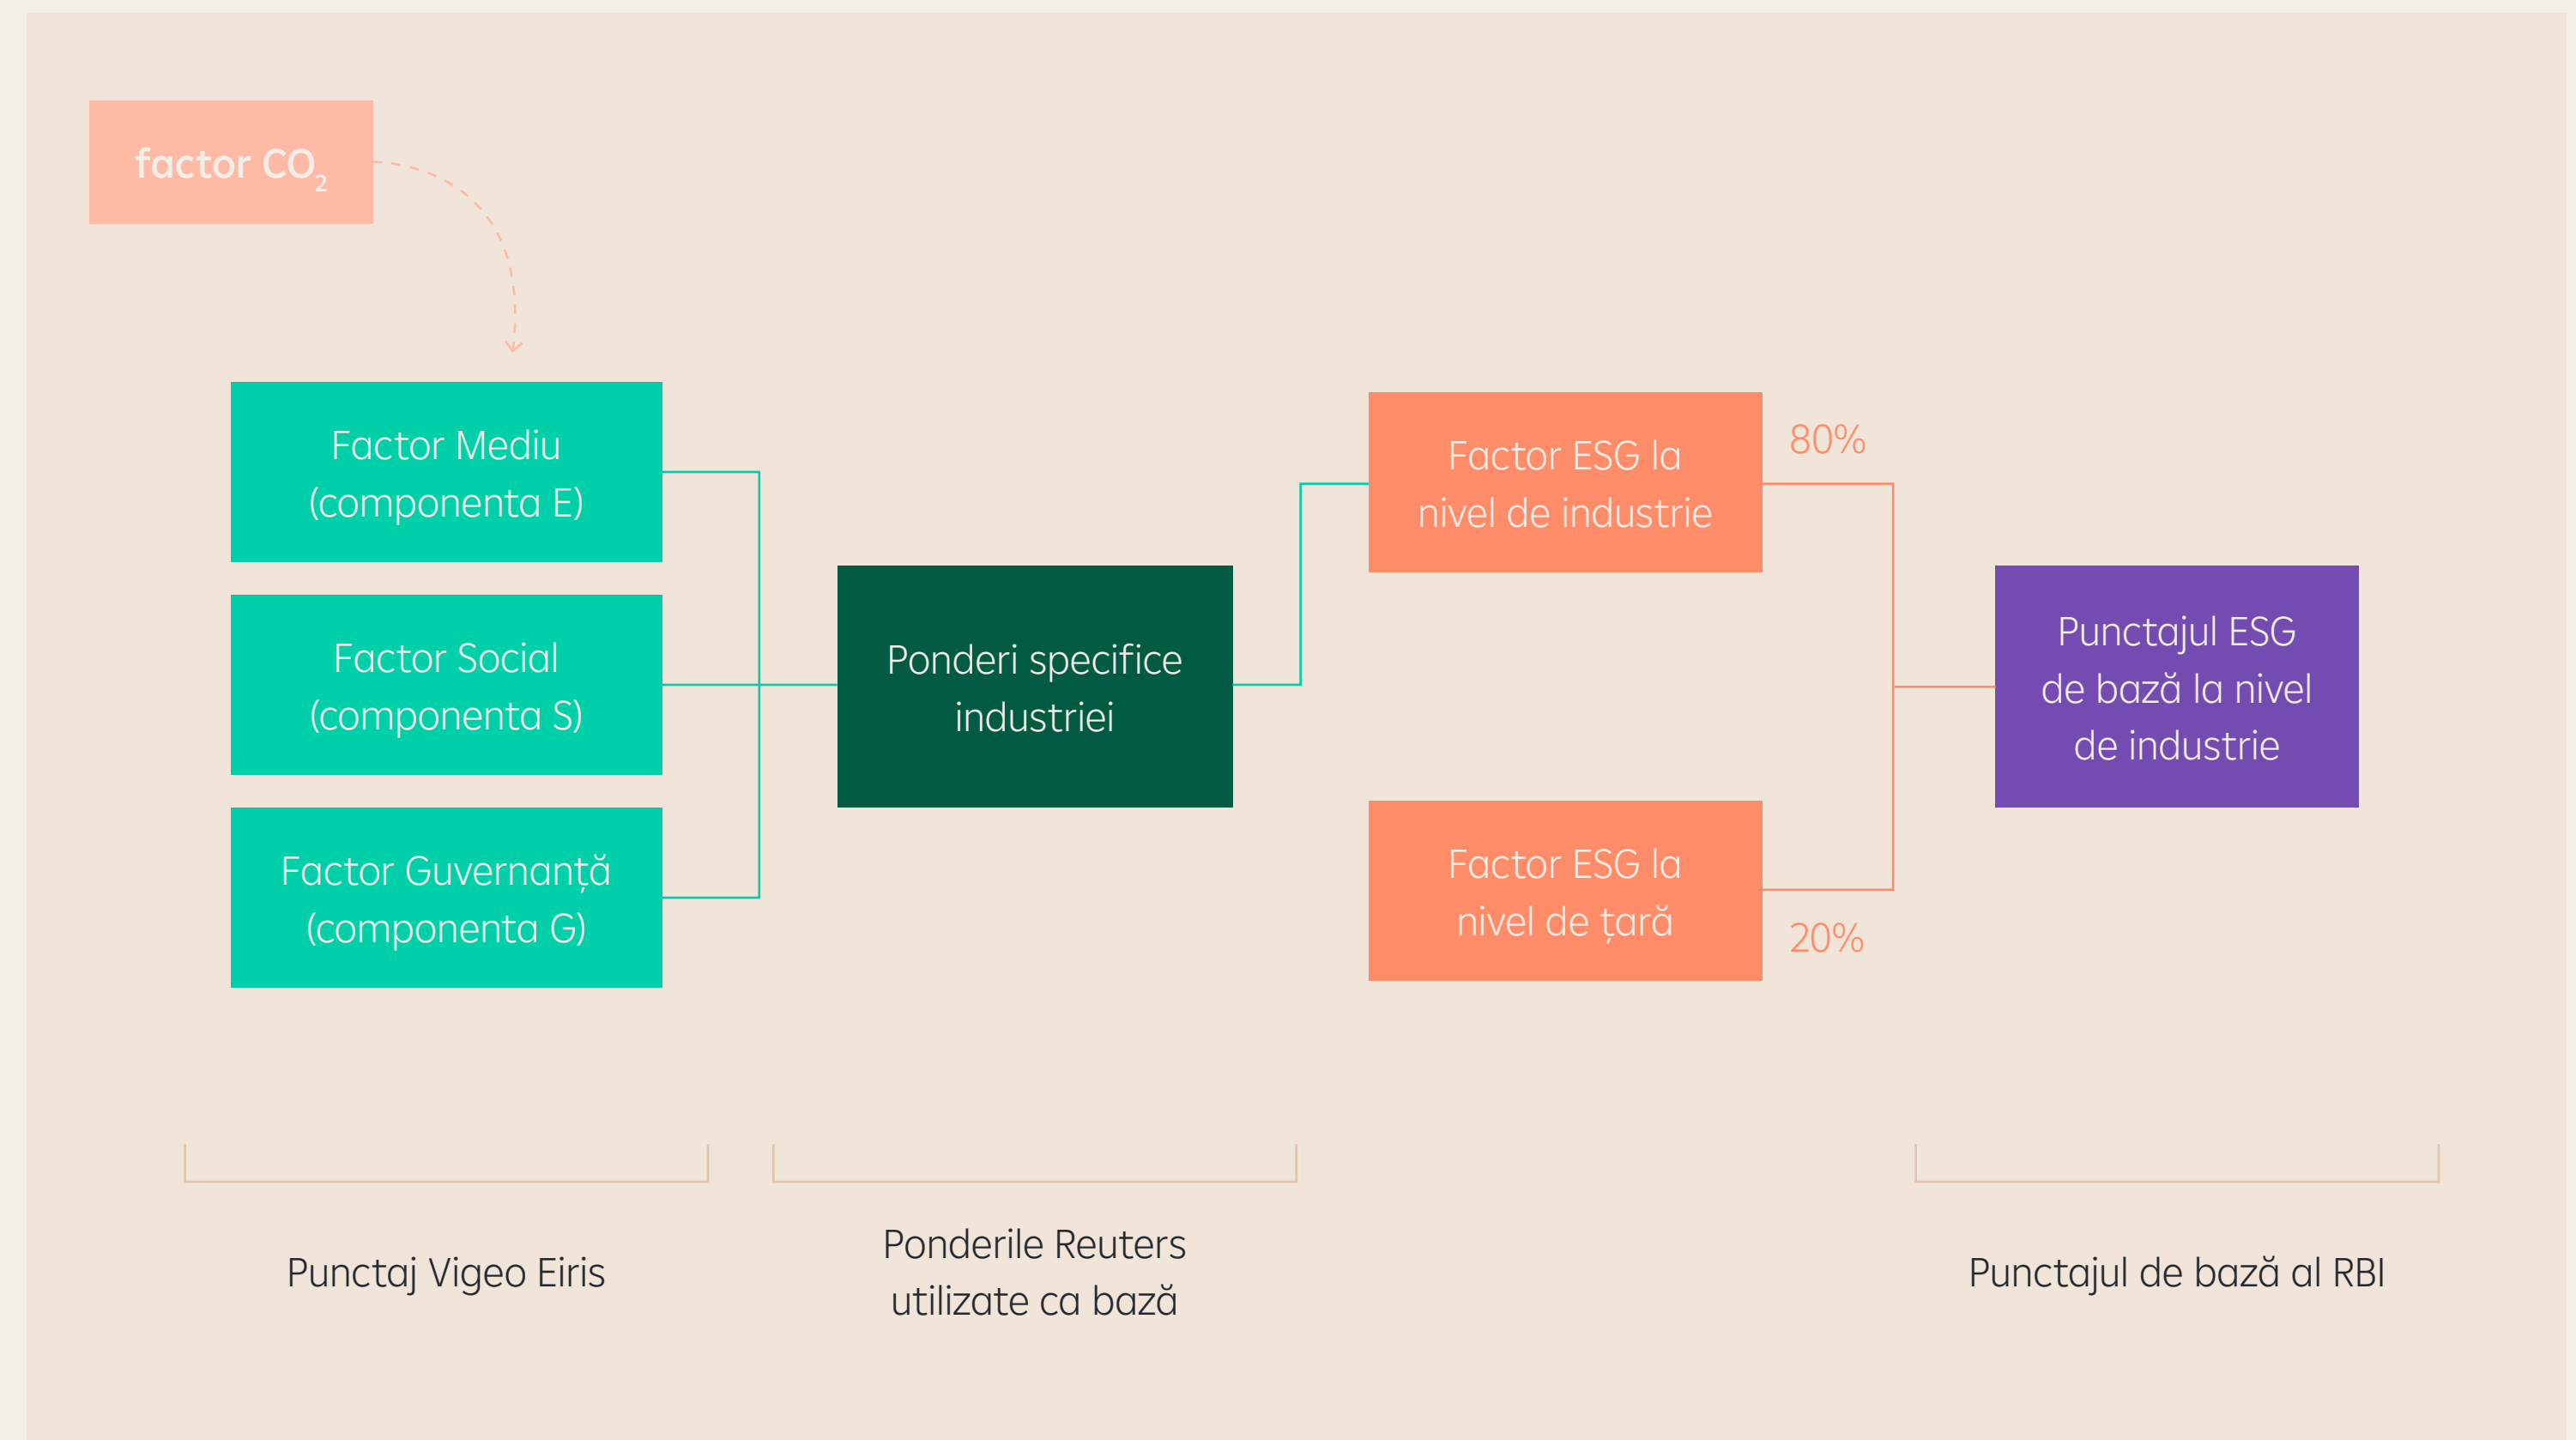 factor CO₂
Factor Mediu
(componenta E)
Factor Social
(componenta S)
Factor Guvernanță
(componenta G)
Ponderi specifice
industriei
Factor ESG la
nivel de industrie
80%
Factor ESG la
nivel de țară
20%
Punctajul ESG
de bază la nivel
de industrie
Punctaj Vigeo Eiris
Ponderile Reuters
utilizate ca bază
Punctajul de bază al RBI